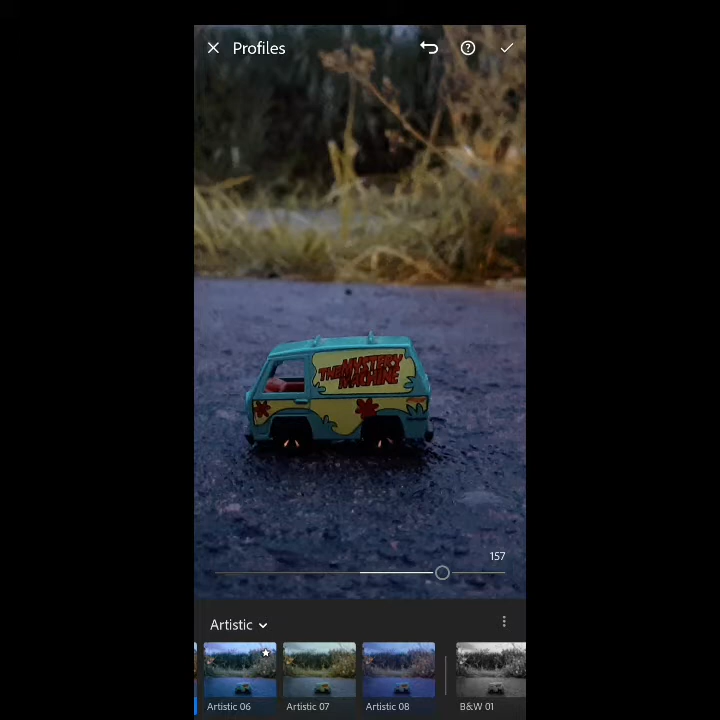 Profiles
THE MYSTERY
MACHINE
157
Artistic
Artistic 06
Artistic 07
Artistic 08
B&W 01